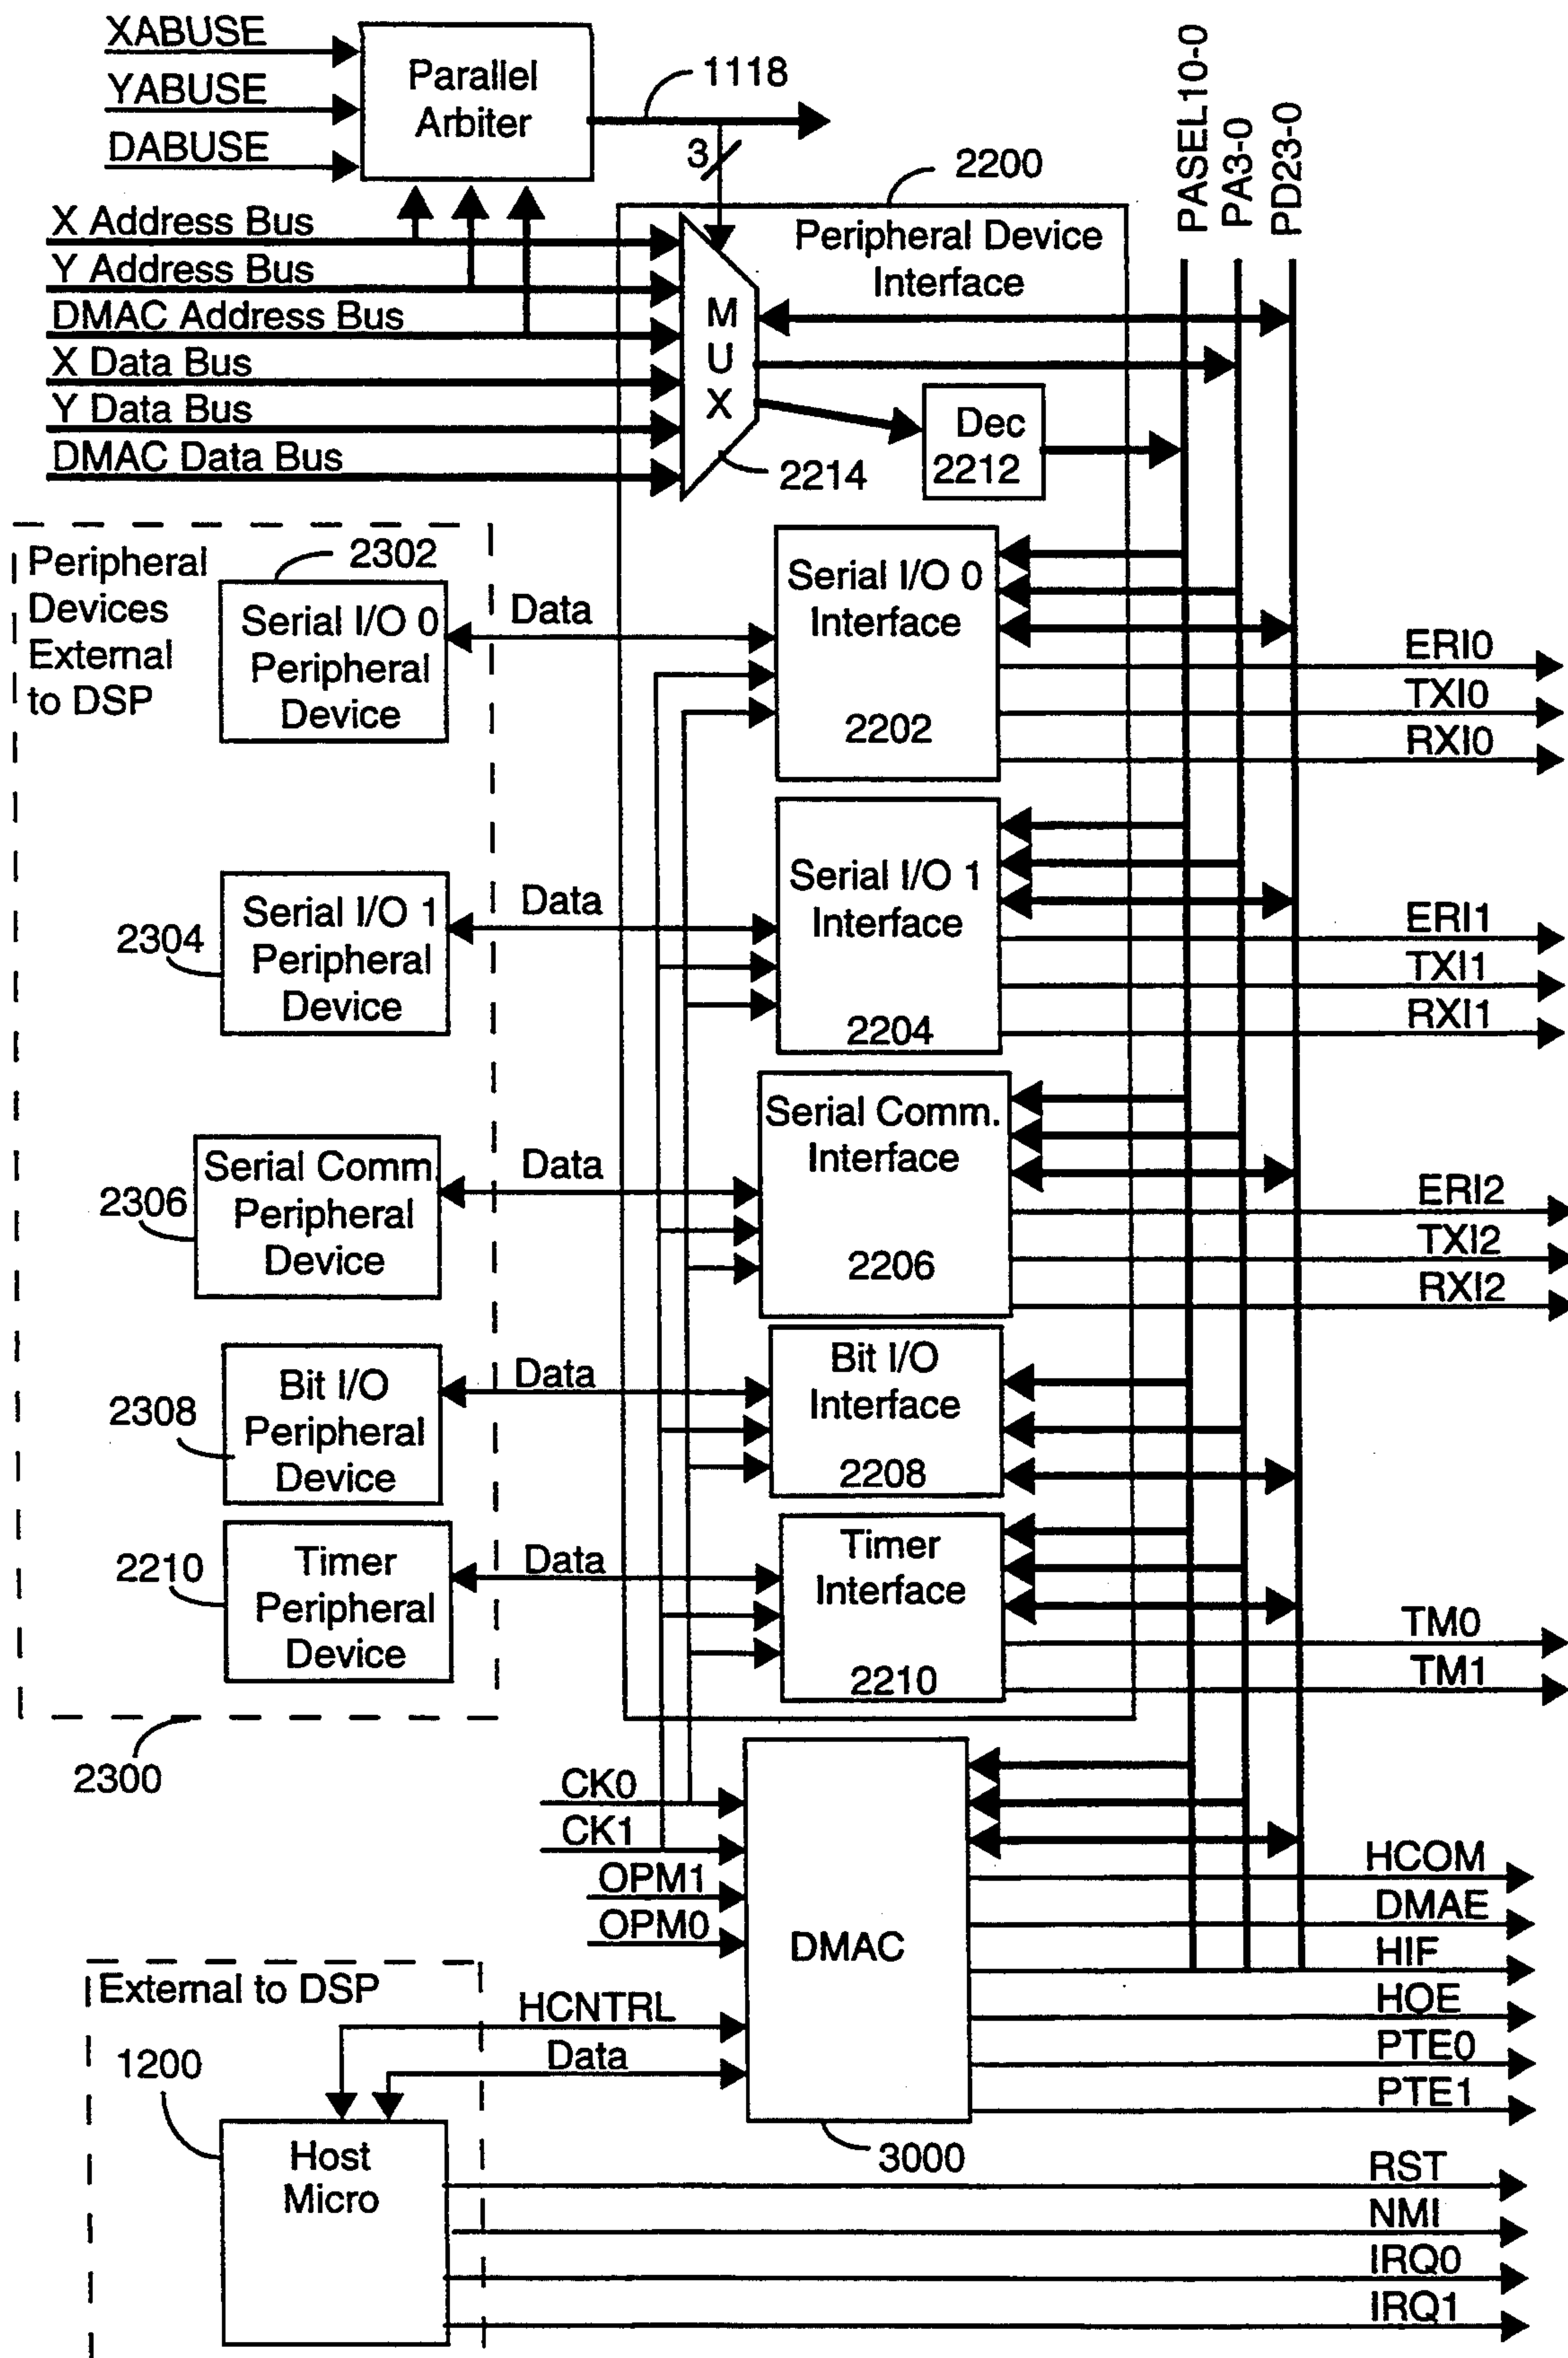 XABUSE
YABUSE
DABUSE
Parallel
Arbiter
1118
3
2200
PASEL10-0
PA3-0
PD23-0
X Address Bus
Y Address Bus
DMAC Address Bus
X Data Bus
Y Data Bus
DMAC Data Bus
Peripheral Device
Interface
M
U
X
Dec
2212
2214
Peripheral
Devices
External
to DSP
2302
Serial I/O 0
Peripheral
Device
Data
Serial I/O 0
Interface
2202
ERI0
TXI0
RXI0
2304
Serial I/O 1
Peripheral
Device
Data
Serial I/O 1
Interface
2204
ERI1
TXI1
RXI1
2306
Serial Comm.
Peripheral
Device
Data
Serial Comm.
Interface
2206
ERI2
TXI2
RXI2
2308
Bit I/O
Peripheral
Device
Data
Bit I/O
Interface
2208
2210
Timer
Peripheral
Device
Data
Timer
Interface
2210
TM0
TM1
2300
CK0
CK1
OPM1
OPM0
DMAC
HCOM
DMAE
HIF
HOE
PTE0
PTE1
External to DSP
HCNTRL
Data
1200
Host
Micro
3000
RST
NMI
IRQ0
IRQ1